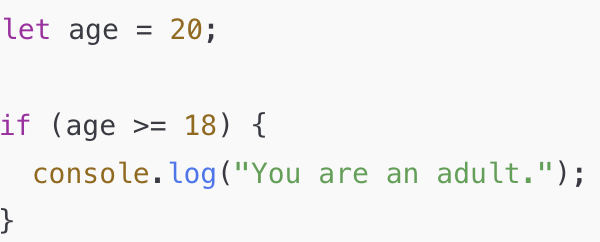 let age = 20;

if (age >= 18) {
  console.log("You are an adult.");
}